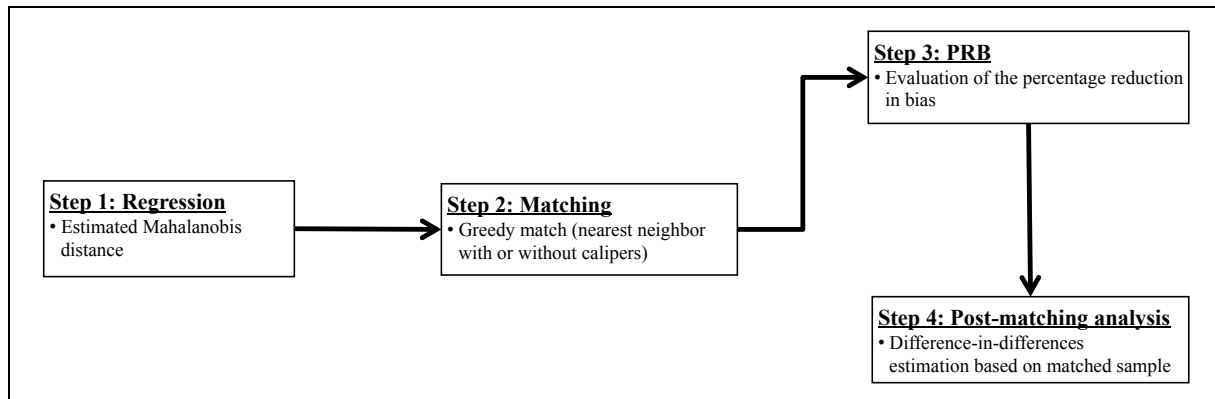 Step 1: Regression
• Estimated Mahalanobis
distance
Step 2: Matching
• Greedy match (nearest neighbor
with or without calipers)
Step 3: PRB
• Evaluation of the percentage reduction
in bias
Step 4: Post-matching analysis
• Difference-in-differences
estimation based on matched sample